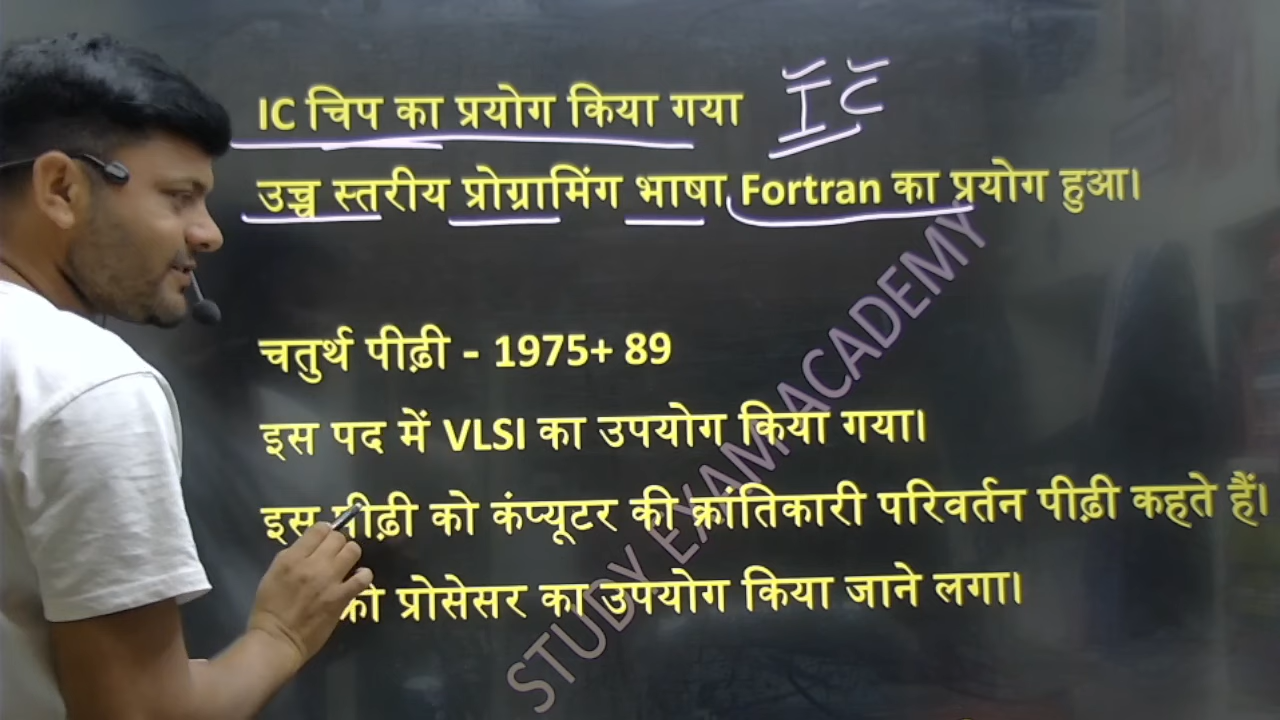 IC चिप का प्रयोग किया गया
IC
उच्च स्तरीय प्रोग्रामिंग भाषा Fortran का प्रयोग हुआ।
चतुर्थ पीढ़ी - 1975+ 89
इस पद में VLSI का उपयोग किया गया।
इस पीढ़ी को कंप्यूटर की क्रांतिकारी परिवर्तन पीढ़ी कहते हैं।
प्रोसेसर का उपयोग किया जाने लगा।
STUDY EXAM ACADEMY